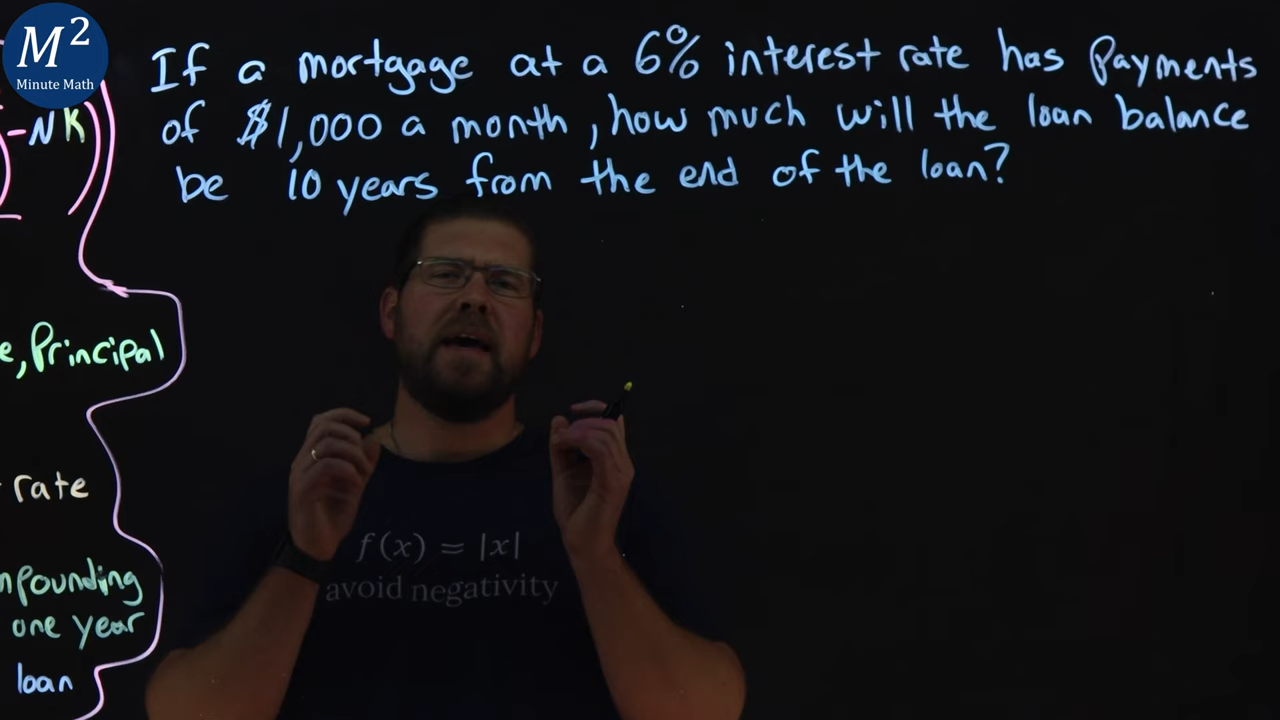 M²
Minute Math
If a mortgage at a 6% interest rate has Payments
of $1,000 a month, how much will the loan balance
be 10 years from the end of the loan?
-NK
e, Principal
rate
npounding
one year
loan
f(x) = |x|
avoid negativity